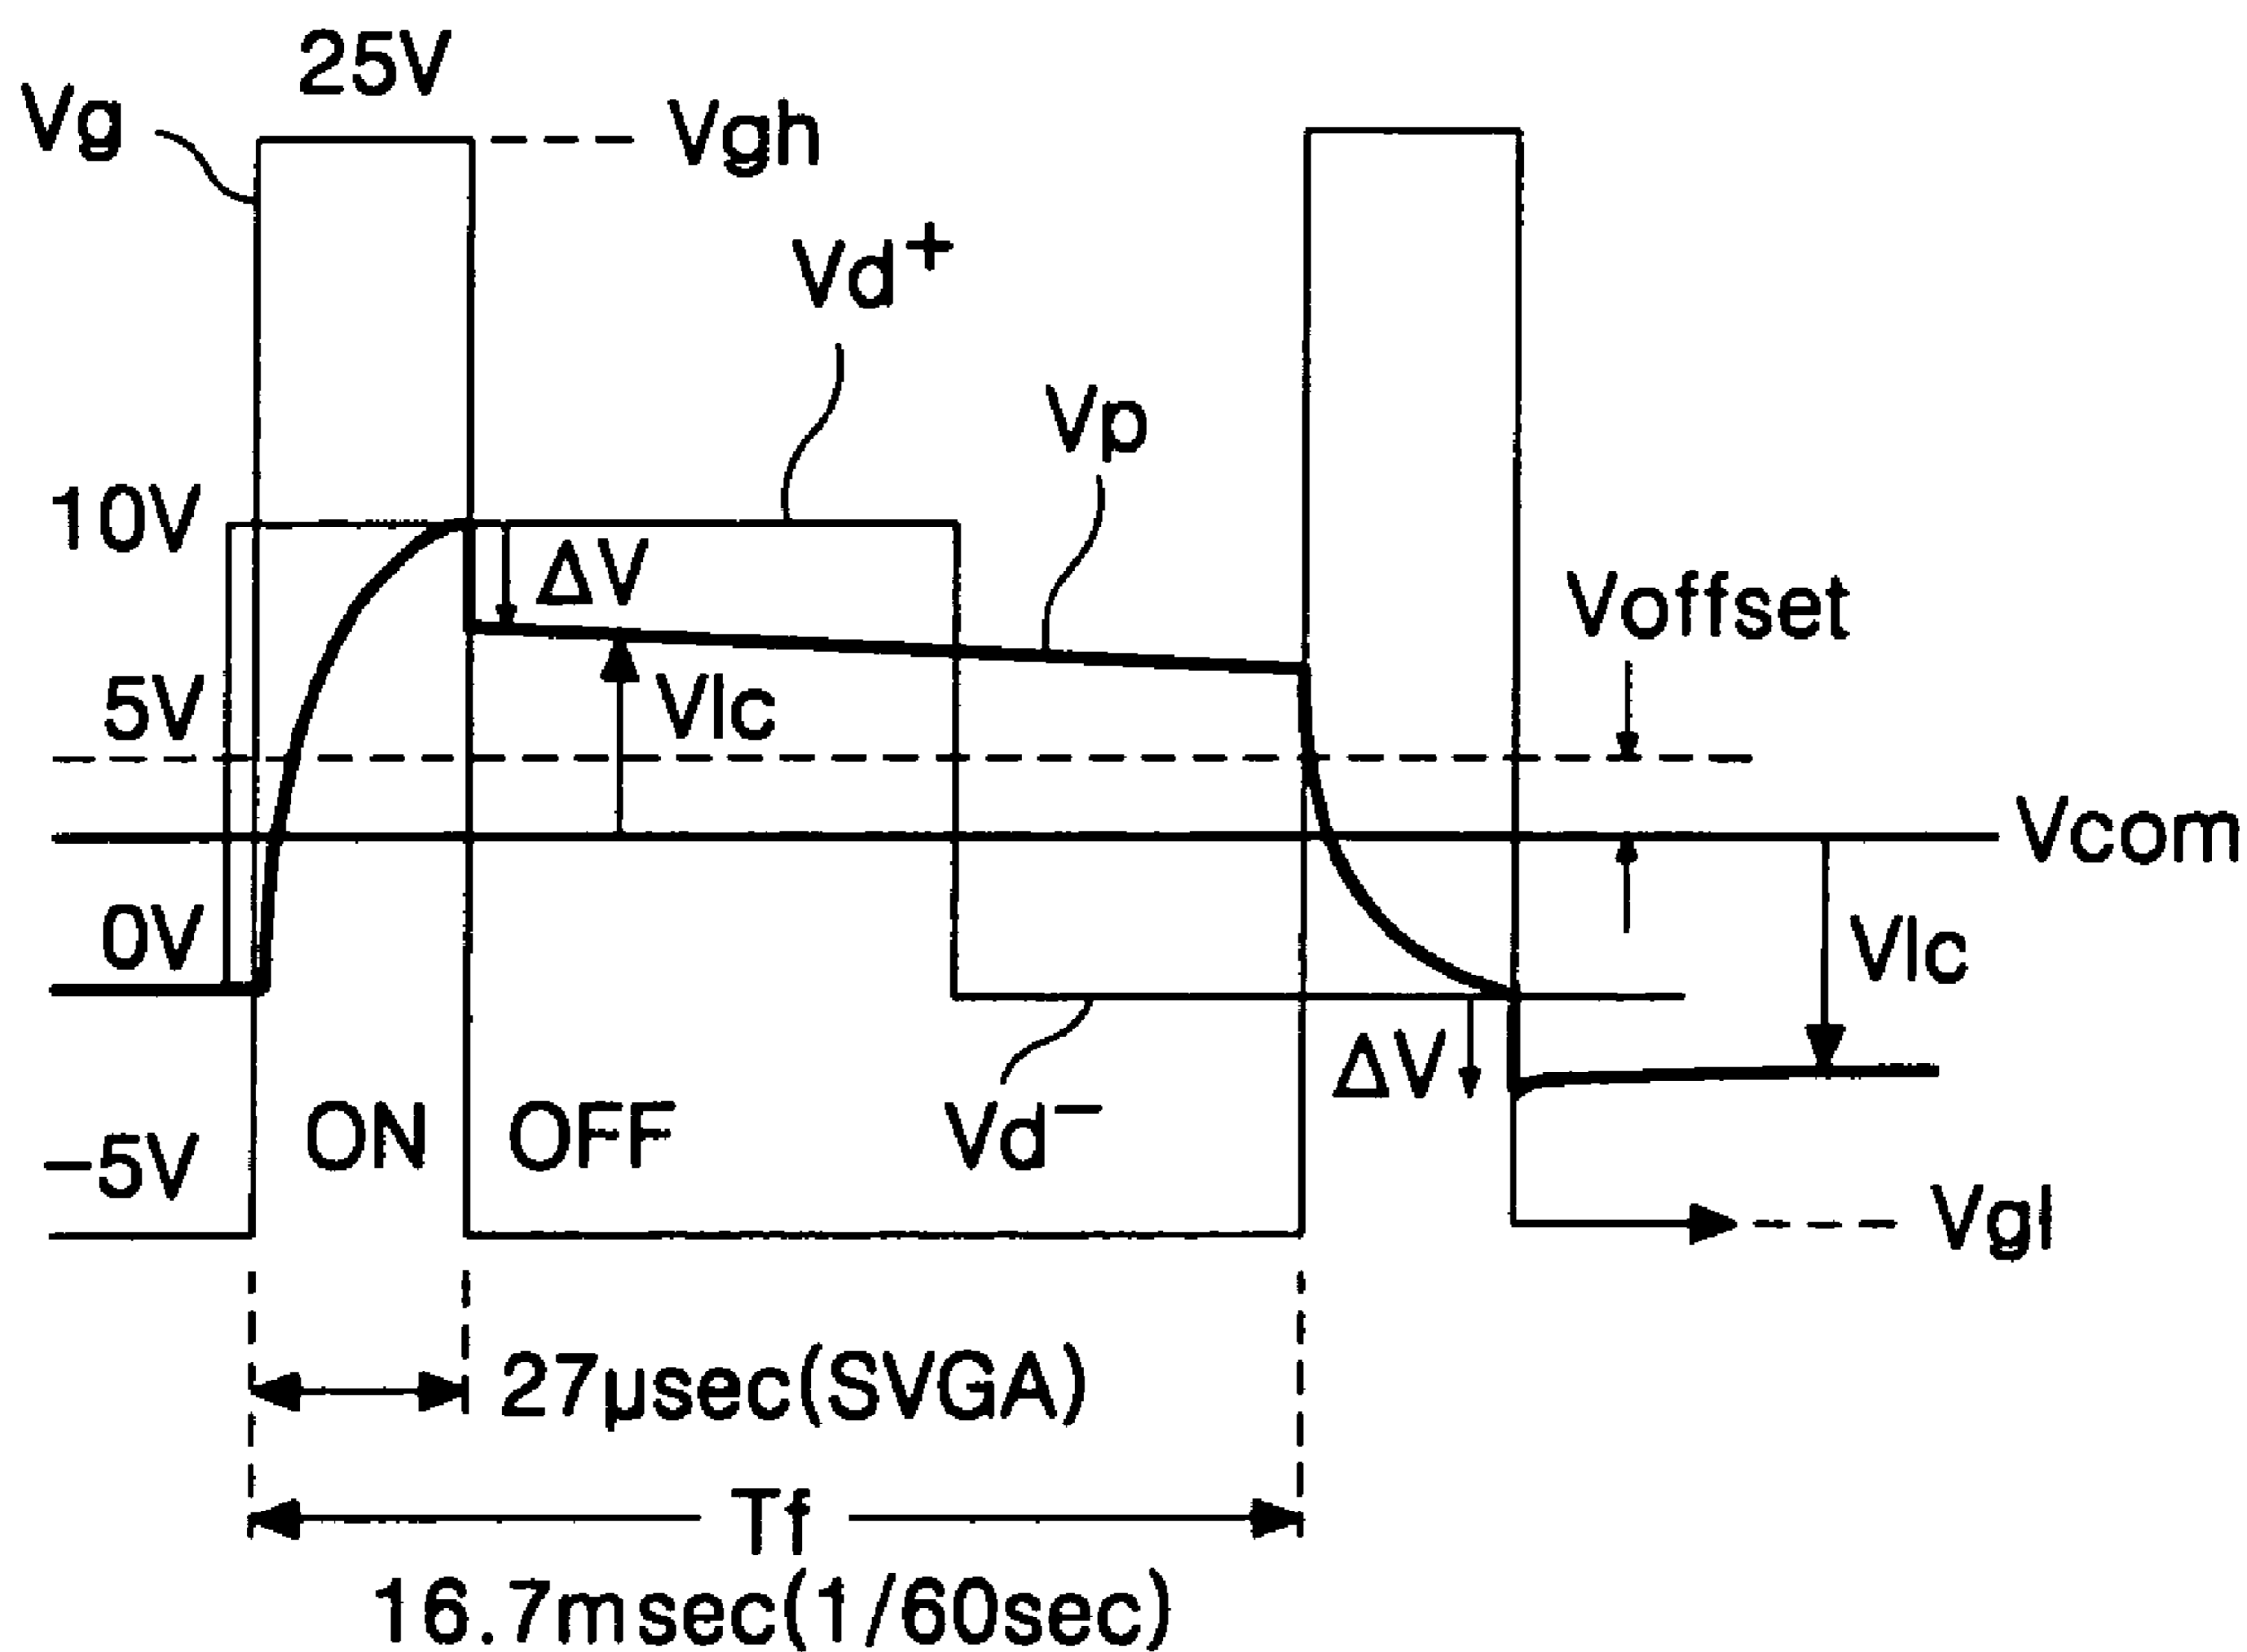 25V
Vg
Vgh
Vd+
Vp
10V
ΔV
Voffset
5V
Vlc
Vcom
0V
Vlc
ΔV
ON
OFF
Vd−
−5V
Vgl
27μsec(SVGA)
Tf
16.7msec(1/60sec)